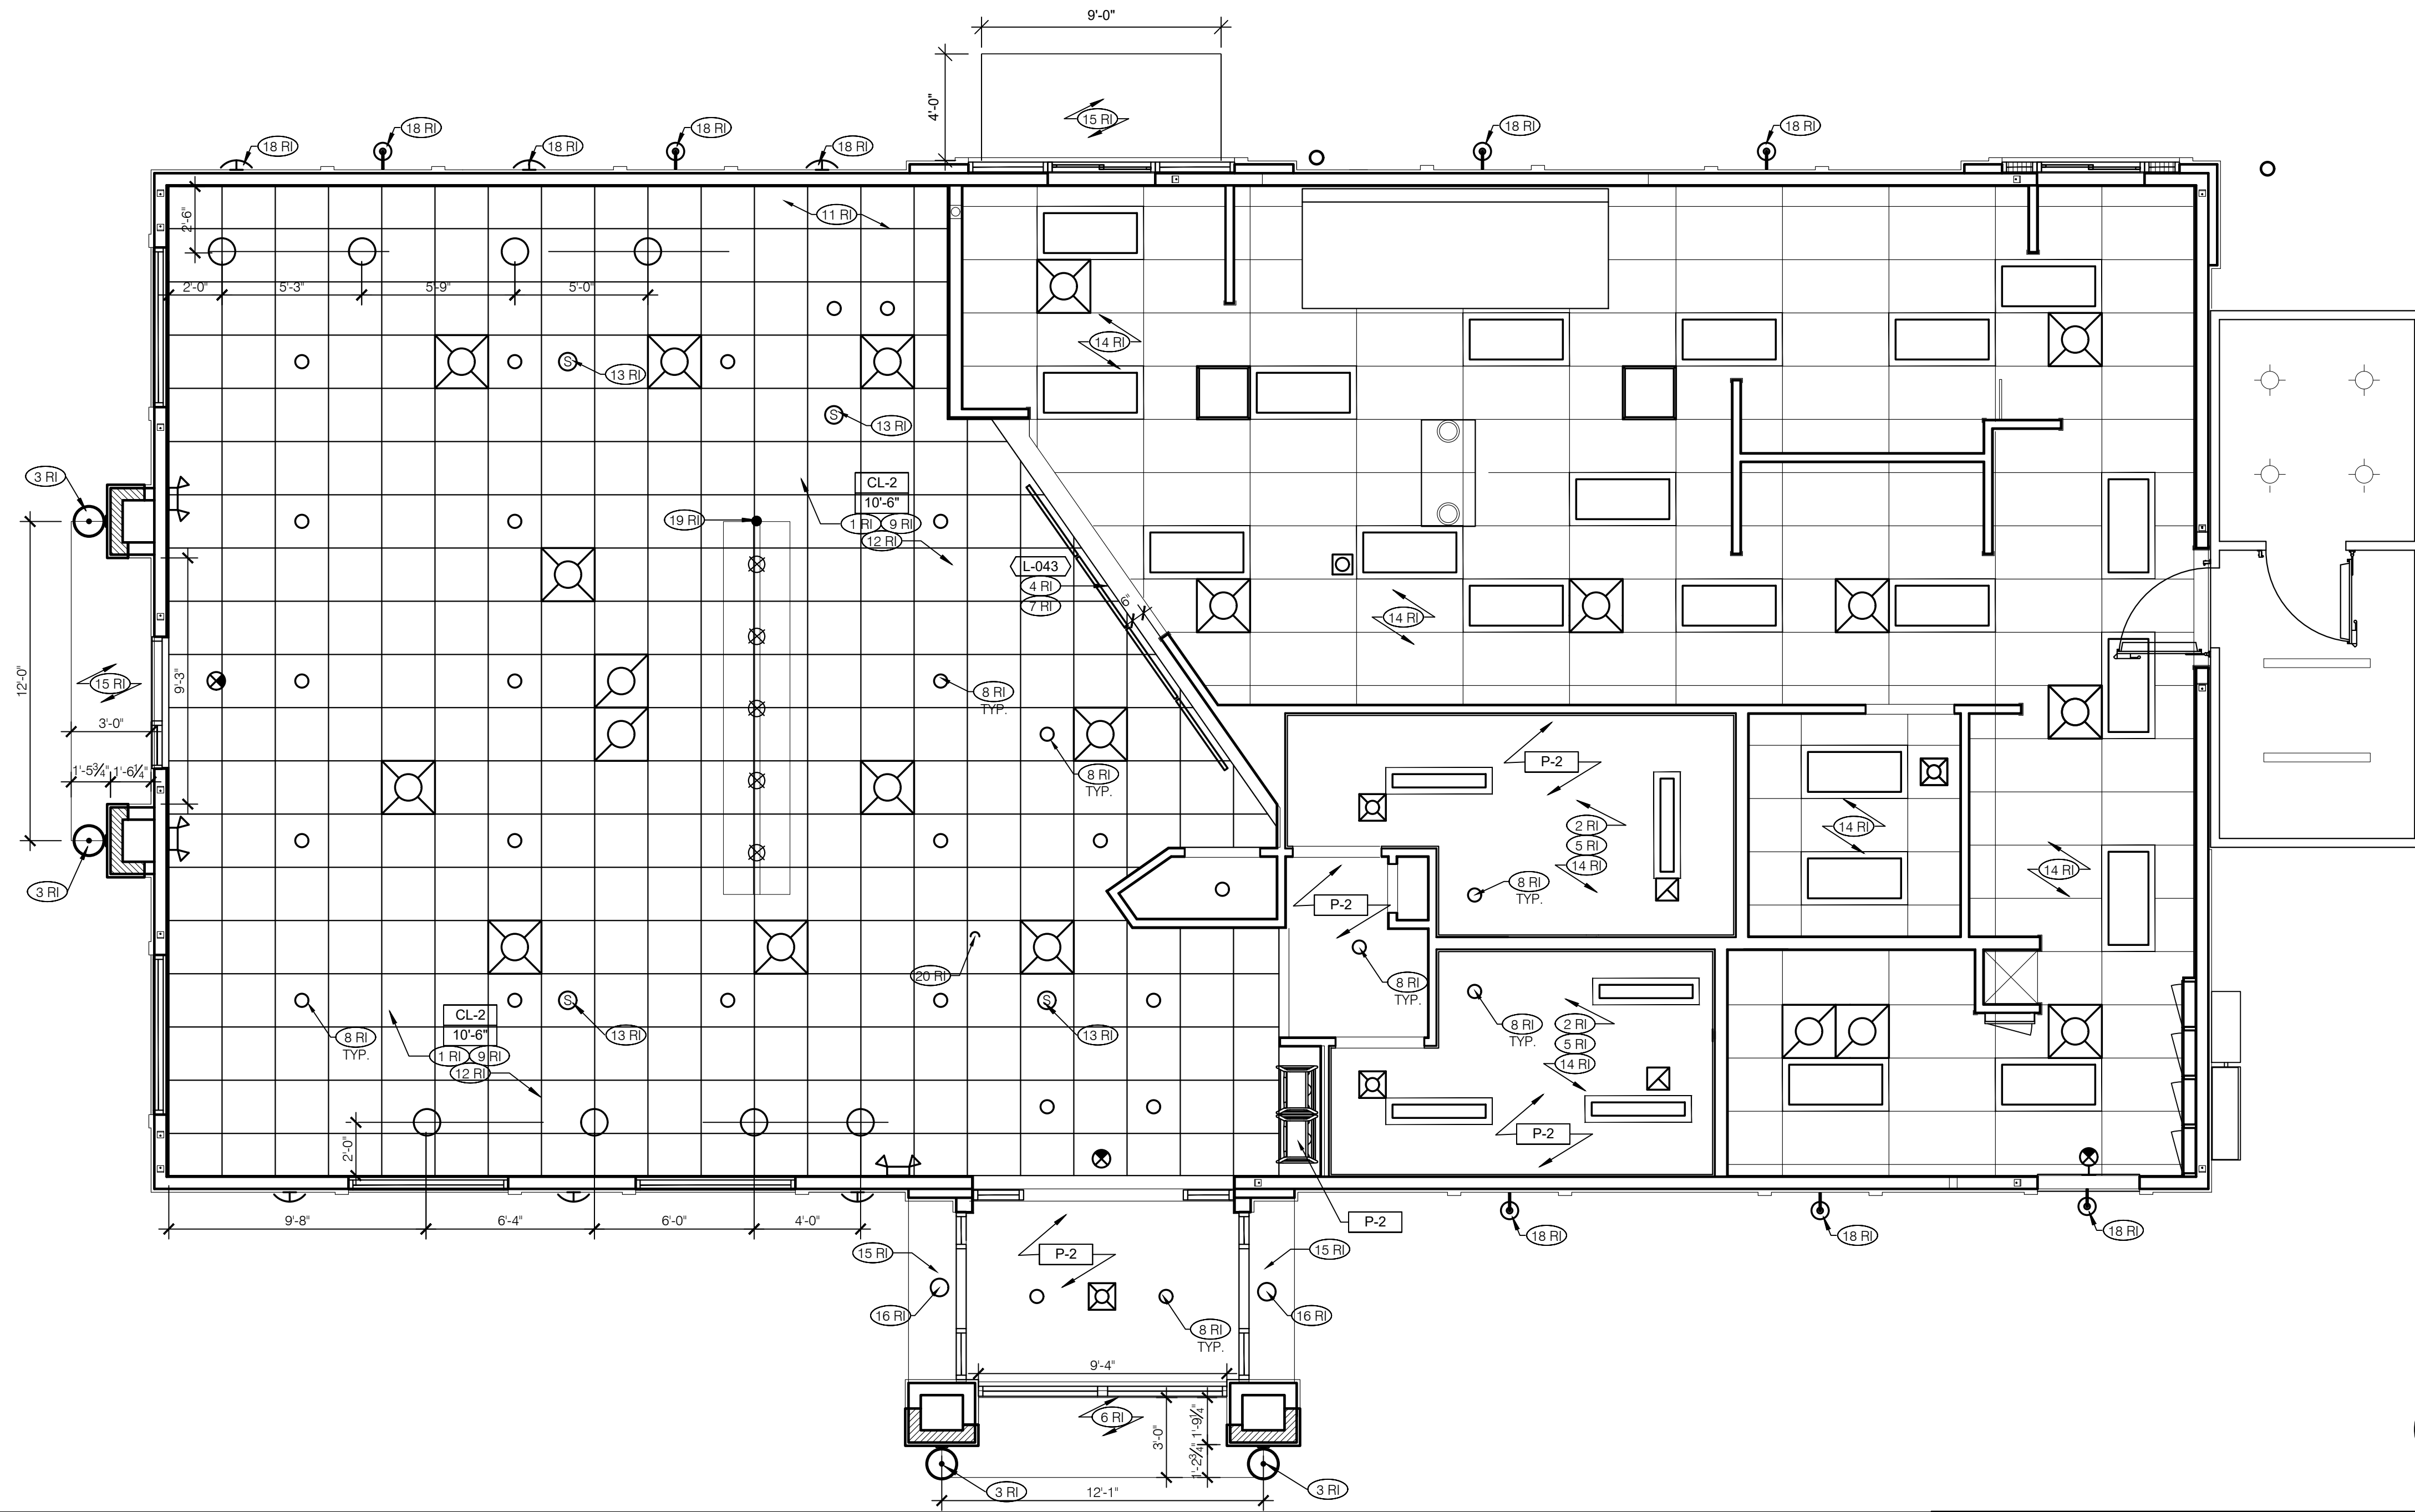 9'-0"
4'-0"
15 RI
18 RI
18 RI
18 RI
18 RI
18 RI
18 RI
18 RI
2'-6"
11 RI
2'-0"
5'-3"
5'-9"
5'-0"
13 RI
14 RI
13 RI
3 RI
CL-2
10'-6"
1 RI
9 RI
12 RI
19 RI
L-043
4 RI
7 RI
6"
14 RI
12'-0"
15 RI
9'-3"
3'-0"
1'-5¾"
1'-6¼"
8 RI
TYP.
8 RI
TYP.
P-2
2 RI
5 RI
14 RI
14 RI
14 RI
3 RI
8 RI
TYP.
P-2
20 RI
8 RI
TYP.
S
S
S
S
CL-2
10'-6"
1 RI
9 RI
12 RI
8 RI
TYP.
13 RI
13 RI
8 RI
TYP.
2 RI
5 RI
14 RI
P-2
2'-0"
9'-8"
6'-4"
6'-0"
4'-0"
P-2
18 RI
18 RI
18 RI
15 RI
P-2
15 RI
16 RI
16 RI
8 RI
TYP.
9'-4"
6 RI
3'-0"
1'-9¼"
1'-2¾"
3 RI
12'-1"
3 RI